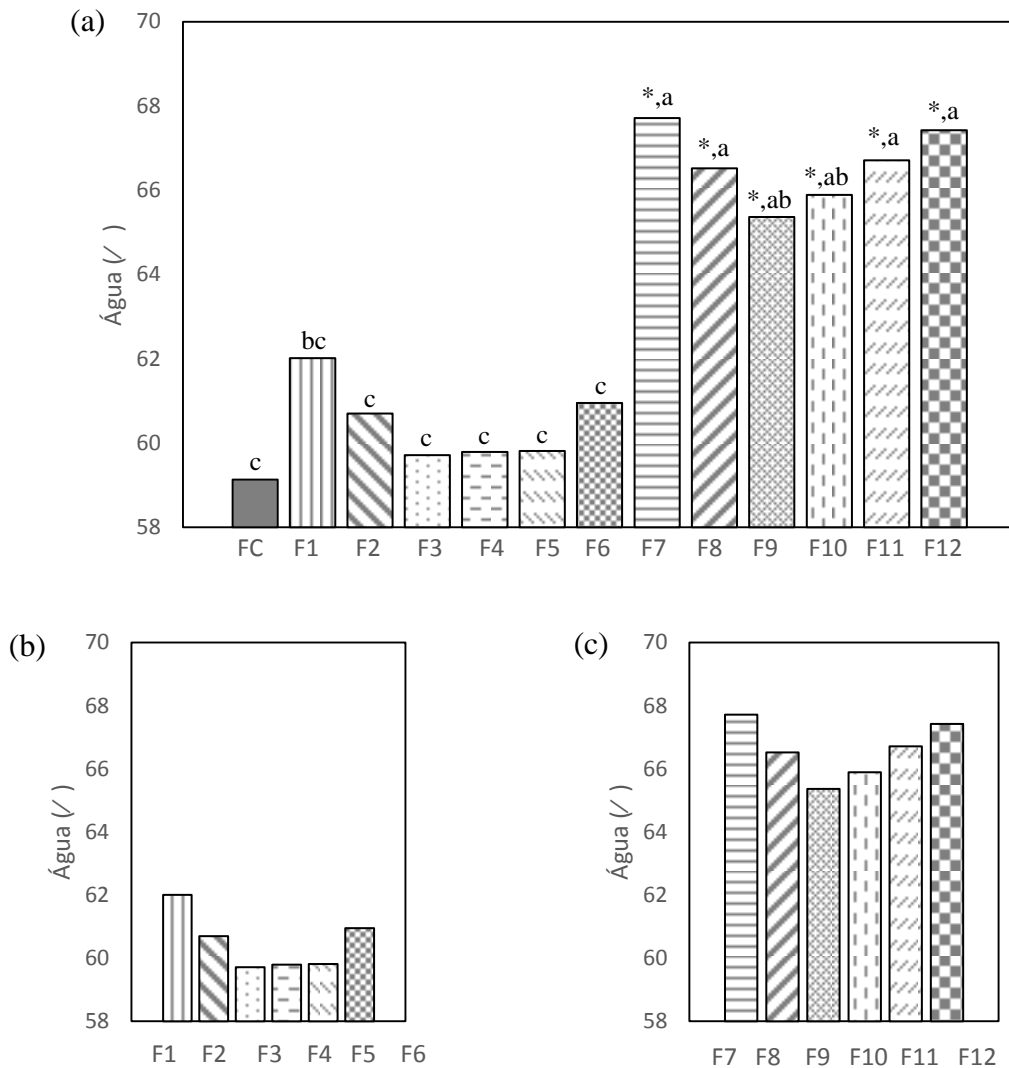 (a)
70
68
66
64
62
60
58
Água (⁄ )
c
bc
c
c
c
c
c
*,a
*,a
*,ab
*,ab
*,a
*,a
FC F1 F2 F3 F4 F5 F6 F7 F8 F9 F10 F11 F12
(b)
70
68
66
64
62
60
58
Água (⁄ )
F1 F2 F3 F4 F5 F6
(c)
70
68
66
64
62
60
58
Água (⁄ )
F7 F8 F9 F10 F11 F12